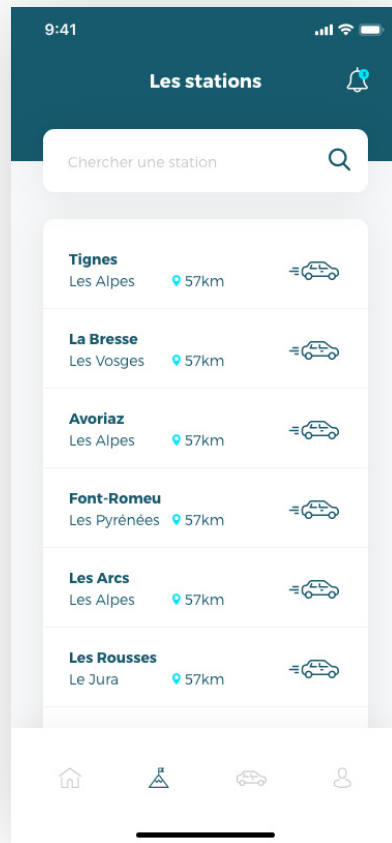 9:41
Les stations
Chercher une station
Tignes
Les Alpes 57km
La Bresse
Les Vosges 57km
Avoriaz
Les Alpes 57km
Font-Romeu
Les Pyrénées 57km
Les Arcs
Les Alpes 57km
Les Rousses
Le Jura 57km